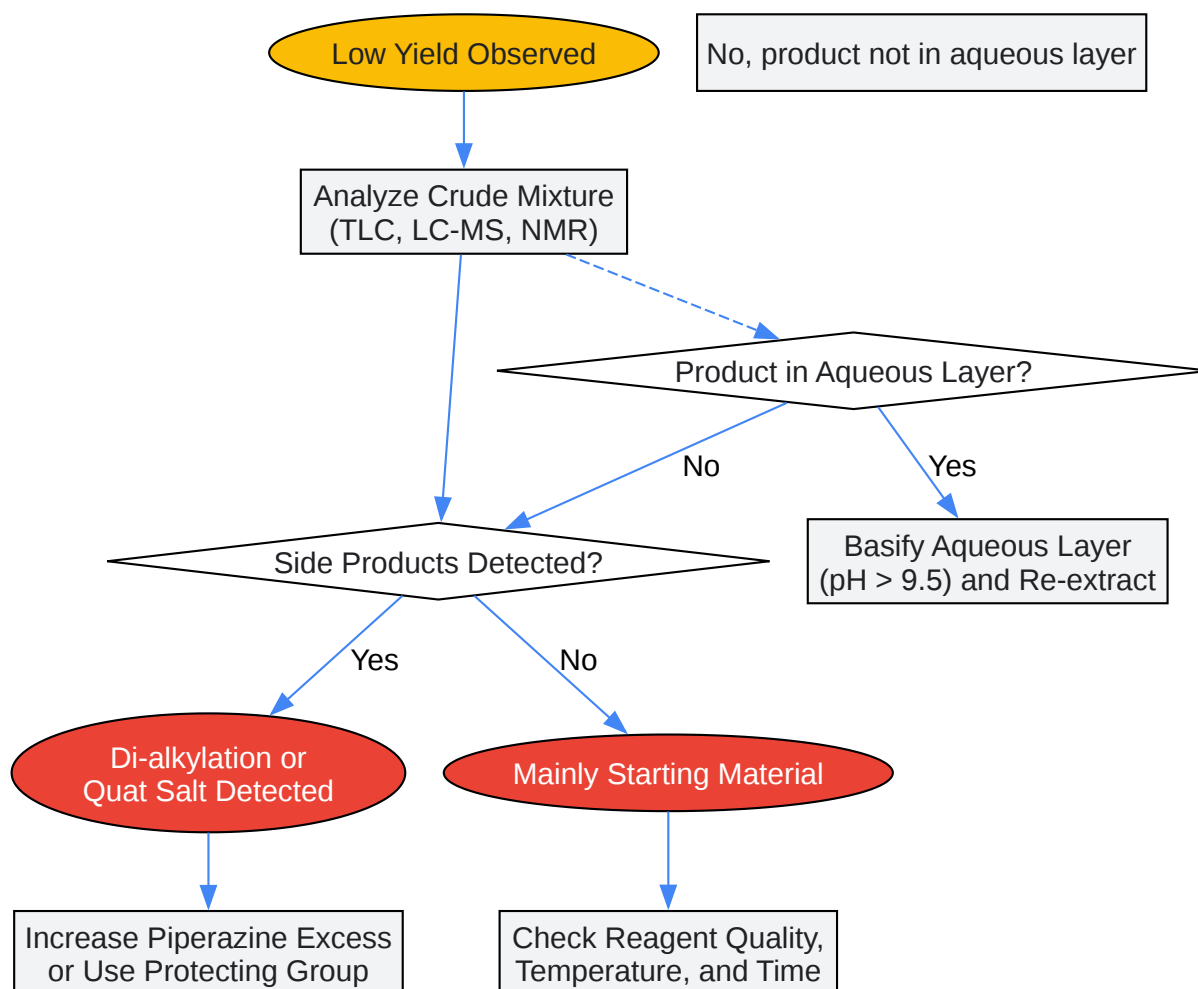 Low Yield Observed
No, product not in aqueous layer
Analyze Crude Mixture
(TLC, LC-MS, NMR)
Product in Aqueous Layer?
No
Yes
Side Products Detected?
Basify Aqueous Layer
(pH > 9.5) and Re-extract
Yes
No
Di-alkylation or
Quat Salt Detected
Mainly Starting Material
Increase Piperazine Excess
or Use Protecting Group
Check Reagent Quality,
Temperature, and Time